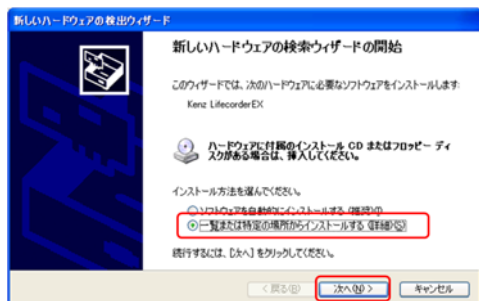 新しいハードウェアの検出ウィザード
新しいハードウェアの検索ウィザードの開始
このウィザードでは、次のハードウェアに必要なソフトウェアをインストールします:
Kenz LifecorderEX
ハードウェアに付属のインストール CD またはフロッピー ディ
スクがある場合は、挿入してください。
インストール方法を選んでください。
ソフトウェアを自動的にインストールする (推奨)(I)
一覧または特定の場所からインストールする (詳細)(S)
続行するには、[次へ] をクリックしてください。
< 戻る(B)
次へ(N) >
キャンセル